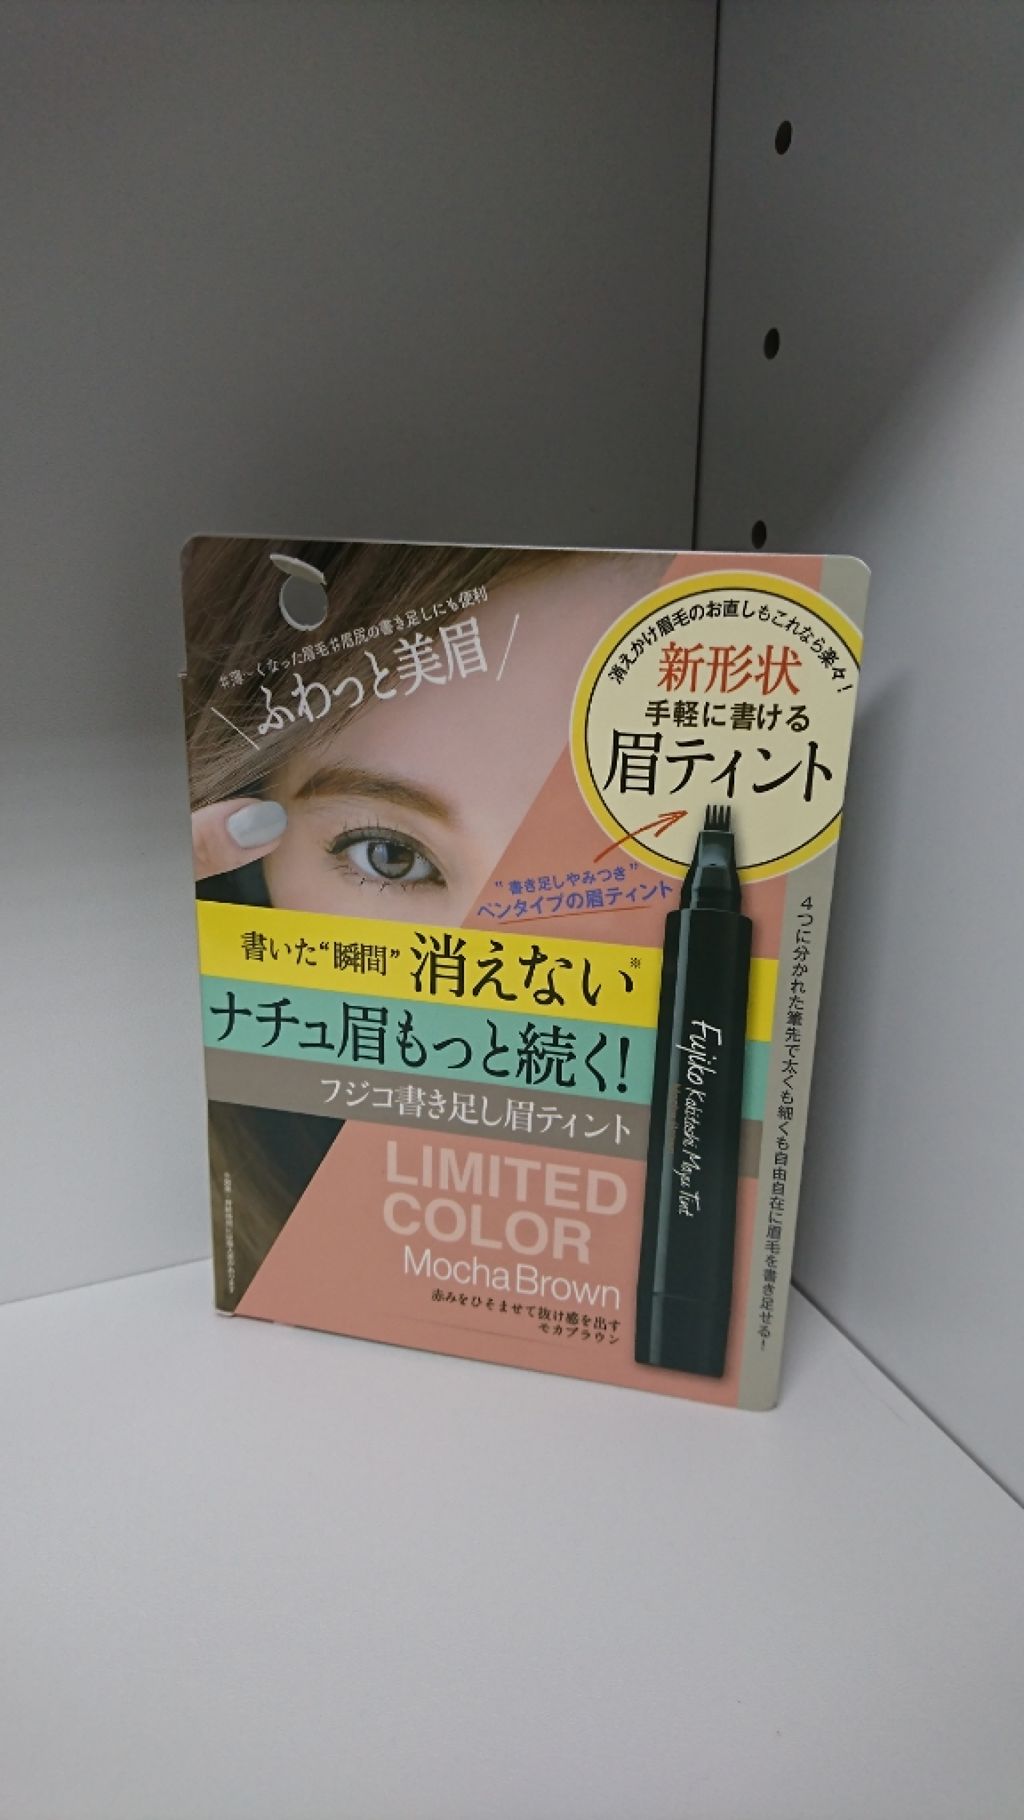 #薄〜くなった眉毛#眉尻の書き足しにも便利
ふわっと美眉
消えかけ眉毛のお直しもこれなら楽々！
新形状
手軽に書ける
眉ティント
"書き足しやみつき"
ペンタイプの眉ティント
書いた"瞬間"消えない※
ナチュ眉もっと続く！
フジコ書き足し眉ティント
LIMITED
COLOR
Mocha Brown
赤みをひそませて抜け感を出す
モカブラウン
Fujiko Kakitashi Mayu Tint
4つに分かれた筆先で太くも細くも自由自在に眉毛を書き足せる！